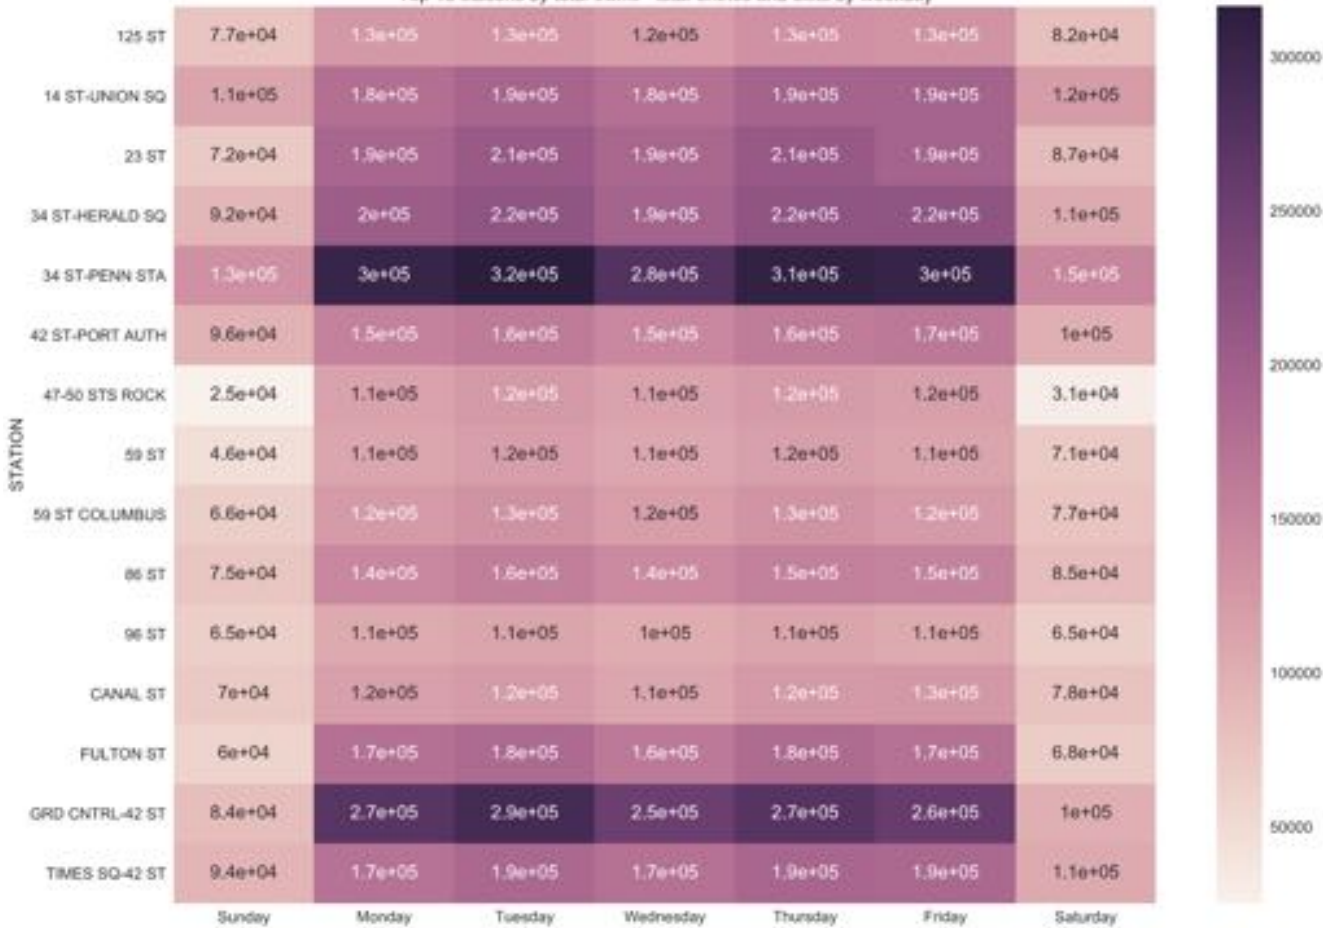 125 ST 7.7e+04 1.3e+05 1.3e+05 1.2e+05 1.3e+05 1.3e+05 8.2e+04
300000
14 ST-UNION SQ 1.1e+05 1.8e+05 1.9e+05 1.8e+05 1.9e+05 1.9e+05 1.2e+05
23 ST 7.2e+04 1.9e+05 2.1e+05 1.9e+05 2.1e+05 1.9e+05 8.7e+04
34 ST-HERALD SQ 9.2e+04 2e+05 2.2e+05 1.9e+05 2.2e+05 2.2e+05 1.1e+05
250000
34 ST-PENN STA 1.3e+05 3e+05 3.2e+05 2.8e+05 3.1e+05 3e+05 1.5e+05
42 ST-PORT AUTH 9.6e+04 1.5e+05 1.6e+05 1.5e+05 1.6e+05 1.7e+05 1e+05
200000
47-50 STS ROCK 2.5e+04 1.1e+05 1.2e+05 1.1e+05 1.2e+05 1.2e+05 3.1e+04
STATION
59 ST 4.6e+04 1.1e+05 1.2e+05 1.1e+05 1.2e+05 1.1e+05 7.1e+04
59 ST COLUMBUS 6.6e+04 1.2e+05 1.3e+05 1.2e+05 1.3e+05 1.2e+05 7.7e+04
150000
86 ST 7.5e+04 1.4e+05 1.6e+05 1.4e+05 1.5e+05 1.5e+05 8.5e+04
96 ST 6.5e+04 1.1e+05 1.1e+05 1e+05 1.1e+05 1.1e+05 6.5e+04
100000
CANAL ST 7e+04 1.2e+05 1.2e+05 1.1e+05 1.2e+05 1.3e+05 7.8e+04
FULTON ST 6e+04 1.7e+05 1.8e+05 1.6e+05 1.8e+05 1.7e+05 6.8e+04
GRD CNTRL-42 ST 8.4e+04 2.7e+05 2.9e+05 2.5e+05 2.7e+05 2.6e+05 1e+05
50000
TIMES SQ-42 ST 9.4e+04 1.7e+05 1.9e+05 1.7e+05 1.9e+05 1.9e+05 1.1e+05
Sunday Monday Tuesday Wednesday Thursday Friday Saturday